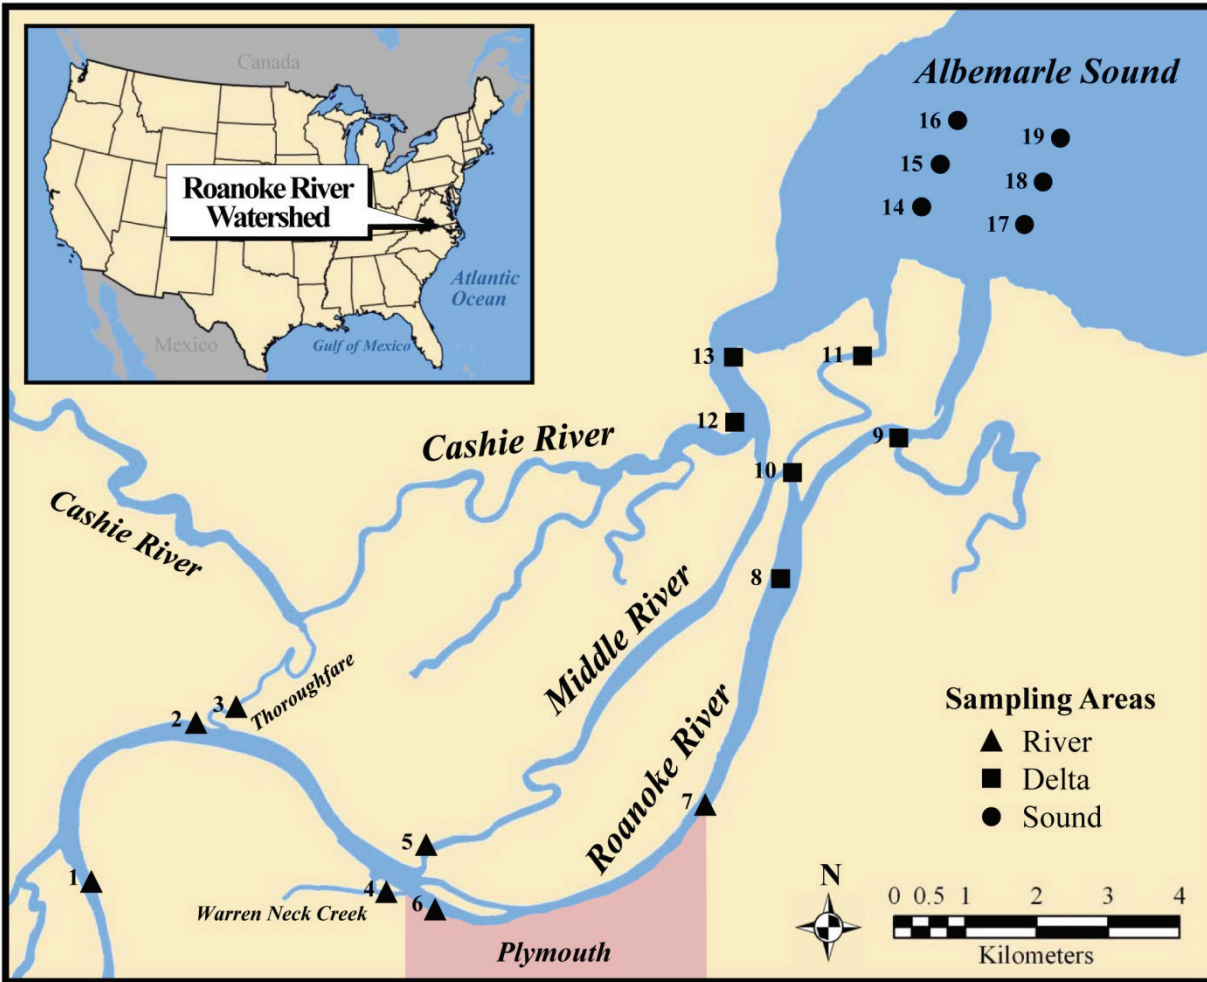 Canada
Roanoke River
Watershed
Atlantic
Ocean
Mexico
Gulf of Mexico
Albemarle Sound
16
19
15
18
14
17
13
11
12
Cashie River
9
10
Cashie River
8
Middle River
3
Thoroughfare
2
Roanoke River
7
5
1
4
Warren Neck Creek
6
Plymouth
Sampling Areas
River
Delta
Sound
N
0 0.5 1 2 3 4
Kilometers